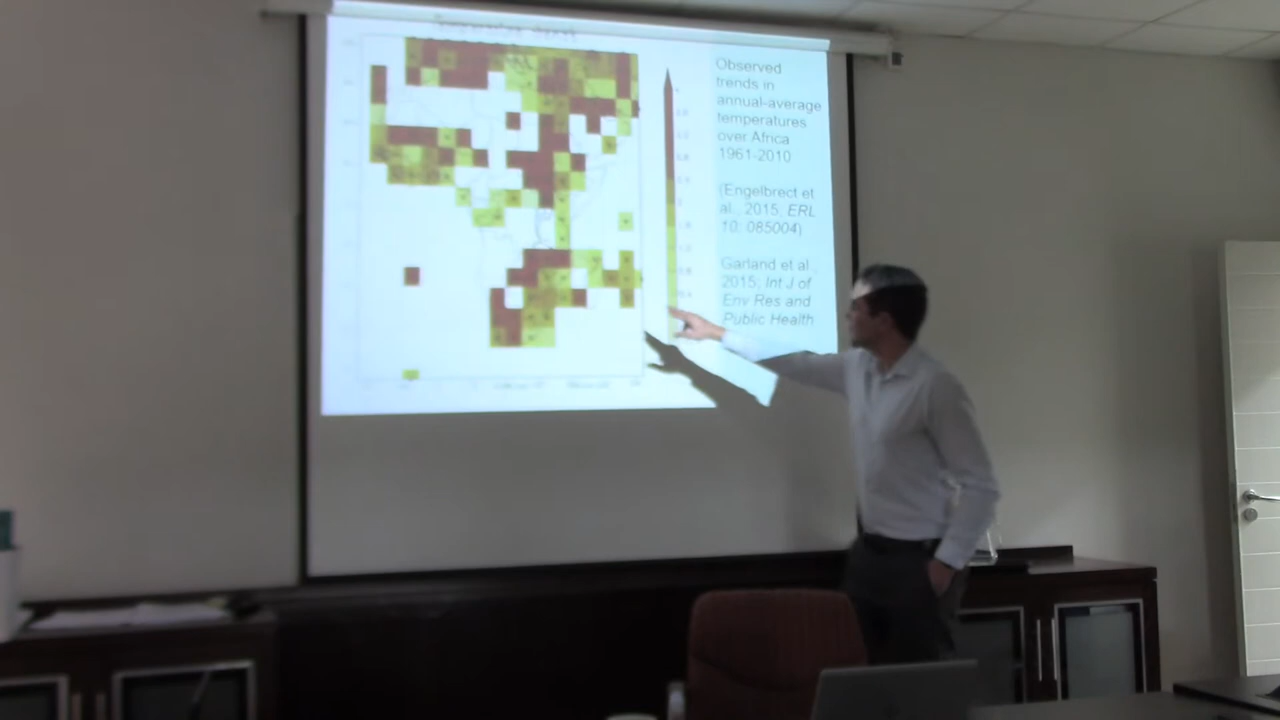 Observed
trends in
annual-average
temperatures
over Africa
1961-2010
(Engelbrect et
al., 2015, ERL
10. 085004)
Garland et al.,
2015; Int J of
Env Res and
Public Health